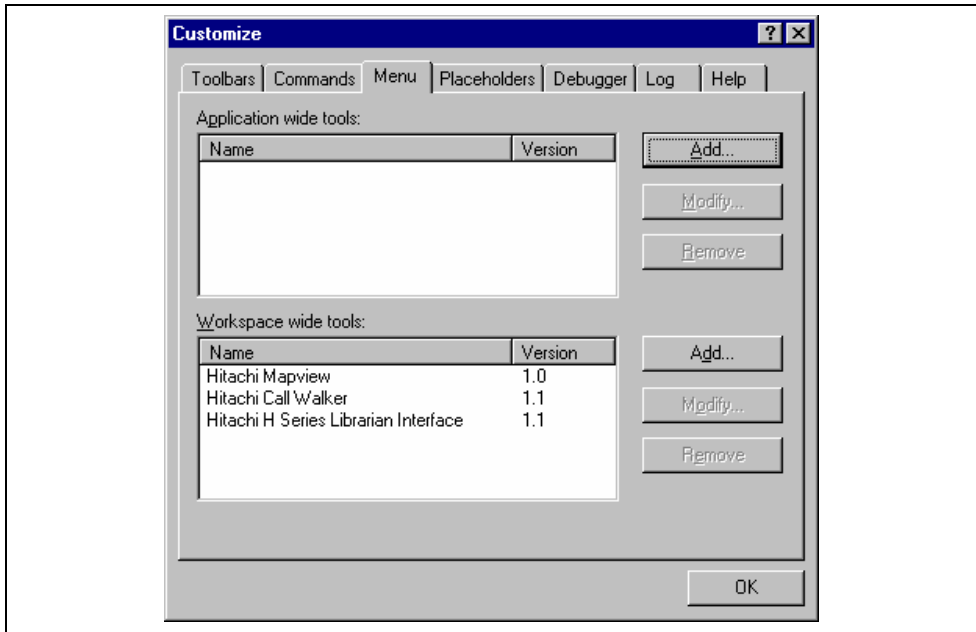 Customize
Toolbars Commands Menu Placeholders Debugger Log Help
Application wide tools:
Name Version
Add...
Modify...
Remove
Workspace wide tools:
Name Version
Hitachi Mapview 1.0
Hitachi Call Walker 1.1
Hitachi H Series Librarian Interface 1.1
Add...
Modify...
Remove
OK